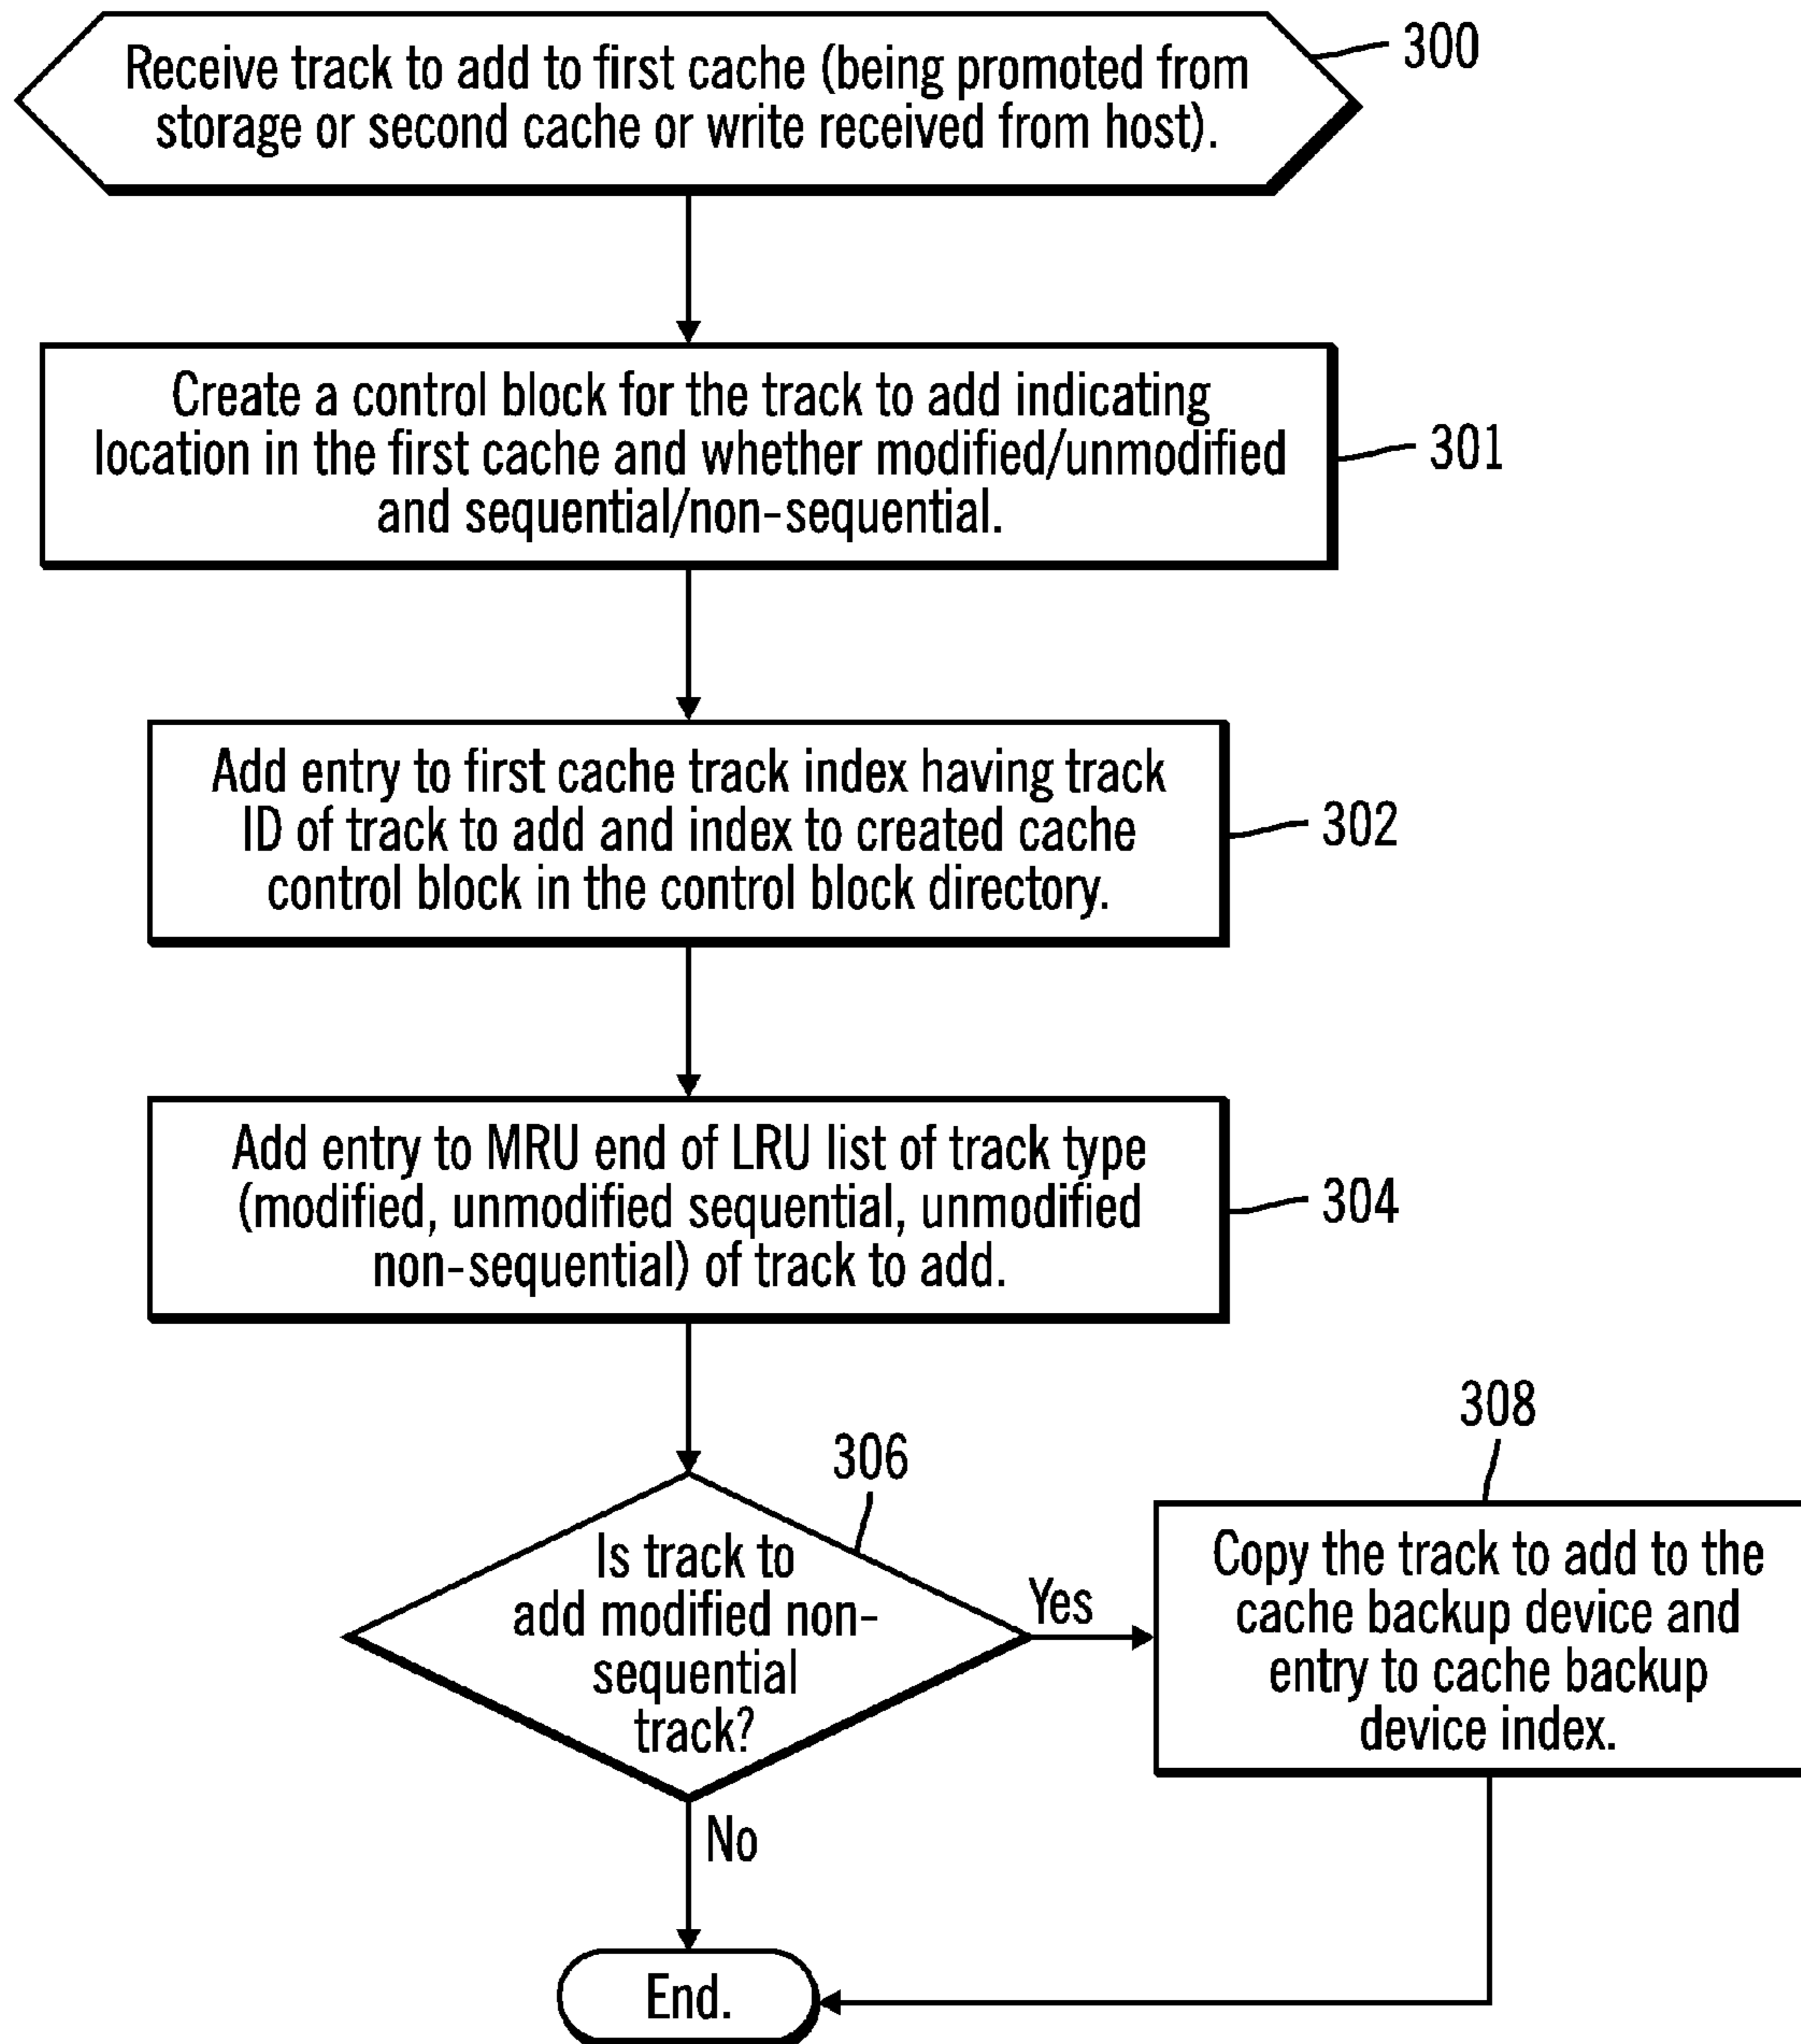 Receive track to add to first cache (being promoted from
storage or second cache or write received from host).
300
Create a control block for the track to add indicating
location in the first cache and whether modified/unmodified
and sequential/non-sequential.
301
Add entry to first cache track index having track
ID of track to add and index to created cache
control block in the control block directory.
302
Add entry to MRU end of LRU list of track type
(modified, unmodified sequential, unmodified
non-sequential) of track to add.
304
306
Is track to
add modified non-
sequential
track?
Yes
308
Copy the track to add to the
cache backup device and
entry to cache backup
device index.
No
End.